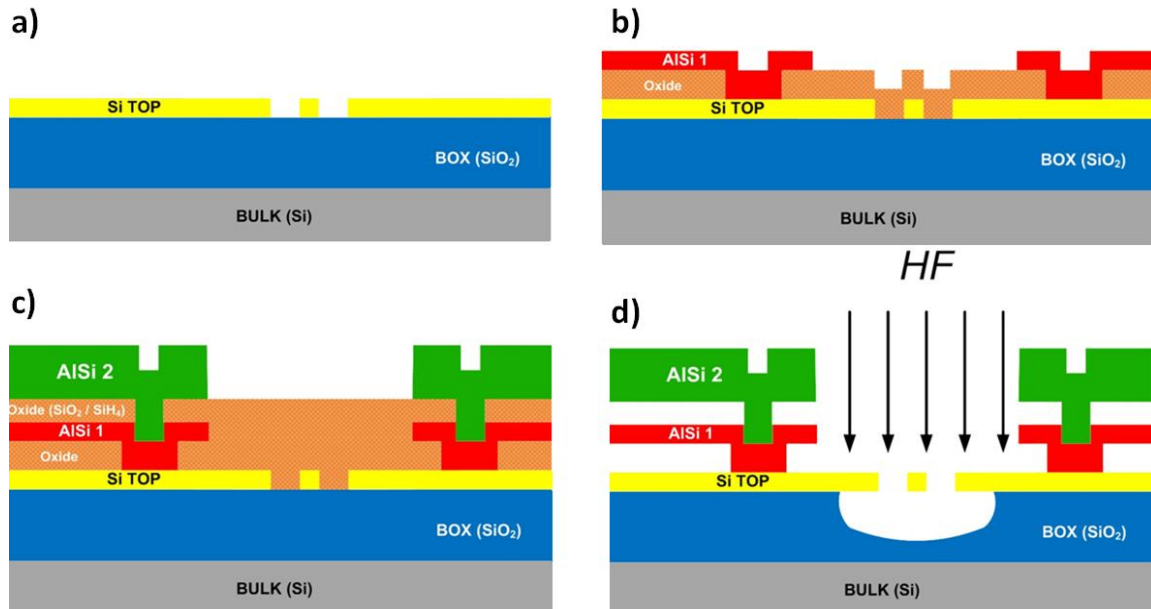 a)
Si TOP
BOX (SiO₂)
BULK (Si)
b)
AlSi 1
Oxide
Si TOP
BOX (SiO₂)
BULK (Si)
c)
AlSi 2
Oxide (SiO₂ / SiH₄)
AlSi 1
Oxide
Si TOP
BOX (SiO₂)
BULK (Si)
HF
d)
AlSi 2
AlSi 1
Si TOP
BOX (SiO₂)
BULK (Si)